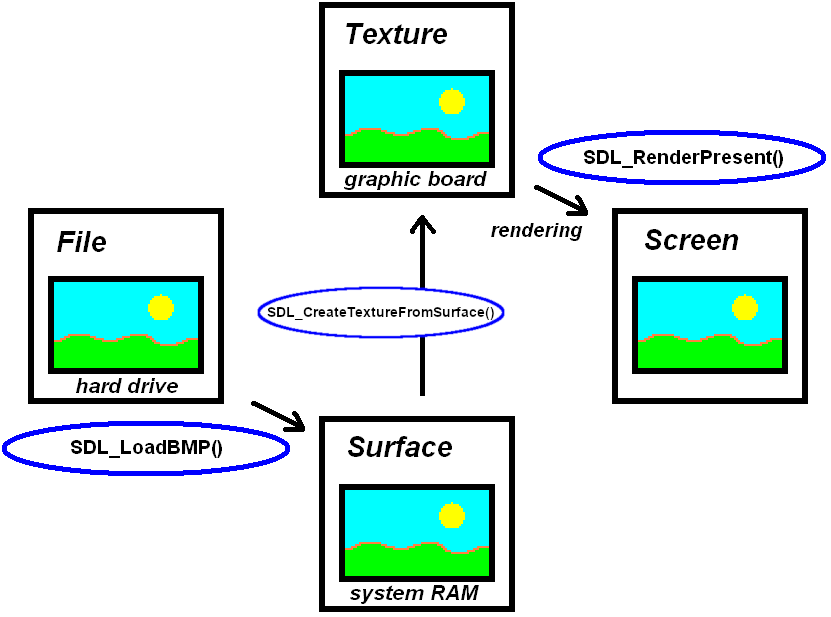 Texture
graphic board
SDL_RenderPresent()
rendering
File
hard drive
Screen
SDL_CreateTextureFromSurface()
SDL_LoadBMP()
Surface
system RAM